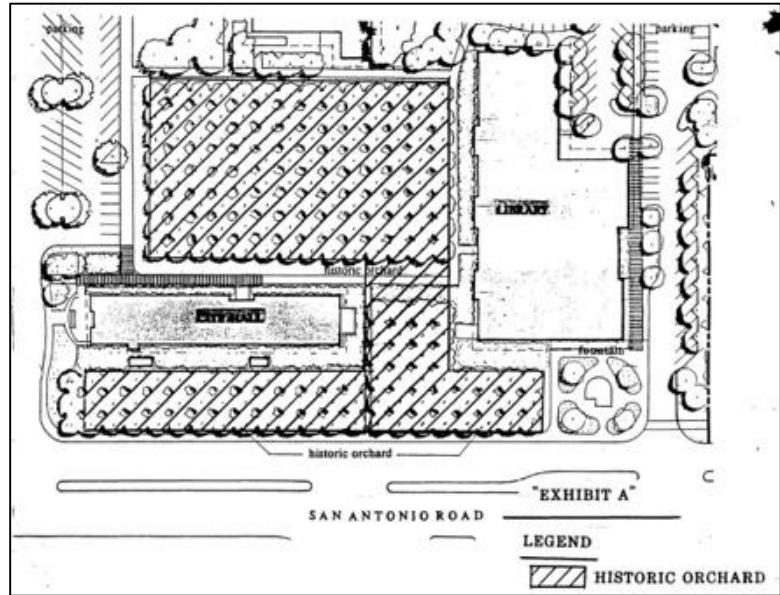 parking
parking
LIBRARY
historic orchard
CITY HALL
fountain
historic orchard
"EXHIBIT A"
SAN ANTONIO ROAD
LEGEND
HISTORIC ORCHARD